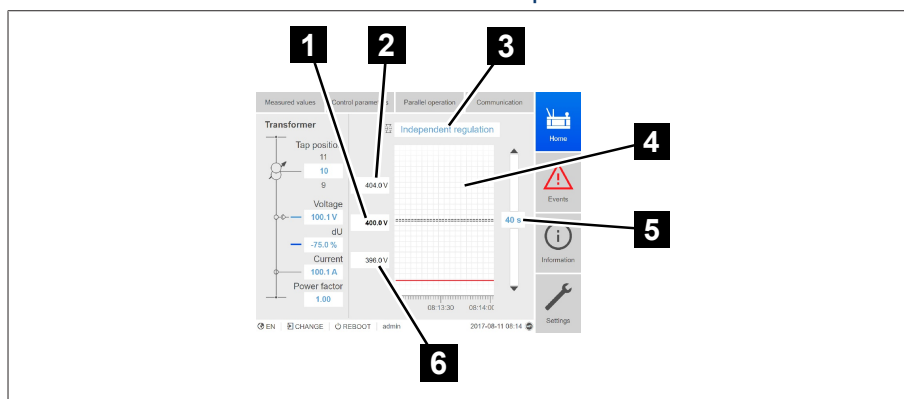 1
2
3
Measured values
Control parameters
Parallel operation
Communication
Home
Transformer
Independent regulation
4
Tap position
11
10
9
404.0 V
Events
Voltage
100.1 V
400.0 V
40 s
5
dU
-75.0 %
Current
396.0 V
Information
100.1 A
Power factor
1.00
08:13:30
08:14:00
Settings
EN
CHANGE
REBOOT
admin
2017-08-11 08:14
6